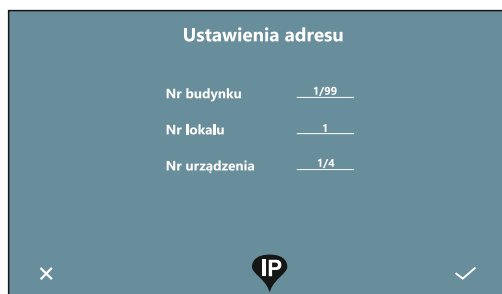 Ustawienia adresu
Nr budynku 1/99
Nr lokalu 1
Nr urządzenia 1/4
IP